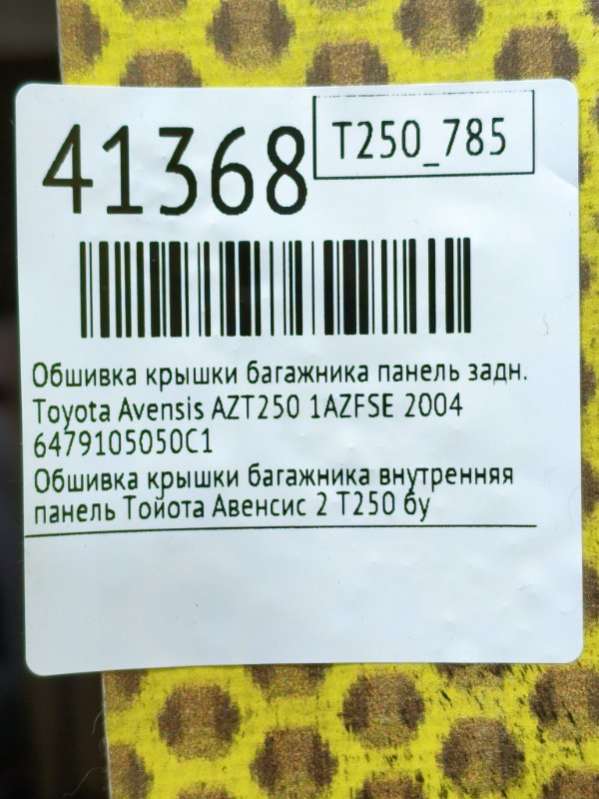 41368
T250_785
Обшивка крышки багажника панель задн.
Toyota Avensis AZT250 1AZFSE 2004
6479105050C1
Обшивка крышки багажника внутренняя
панель Тойота Авенсис 2 Т250 бу